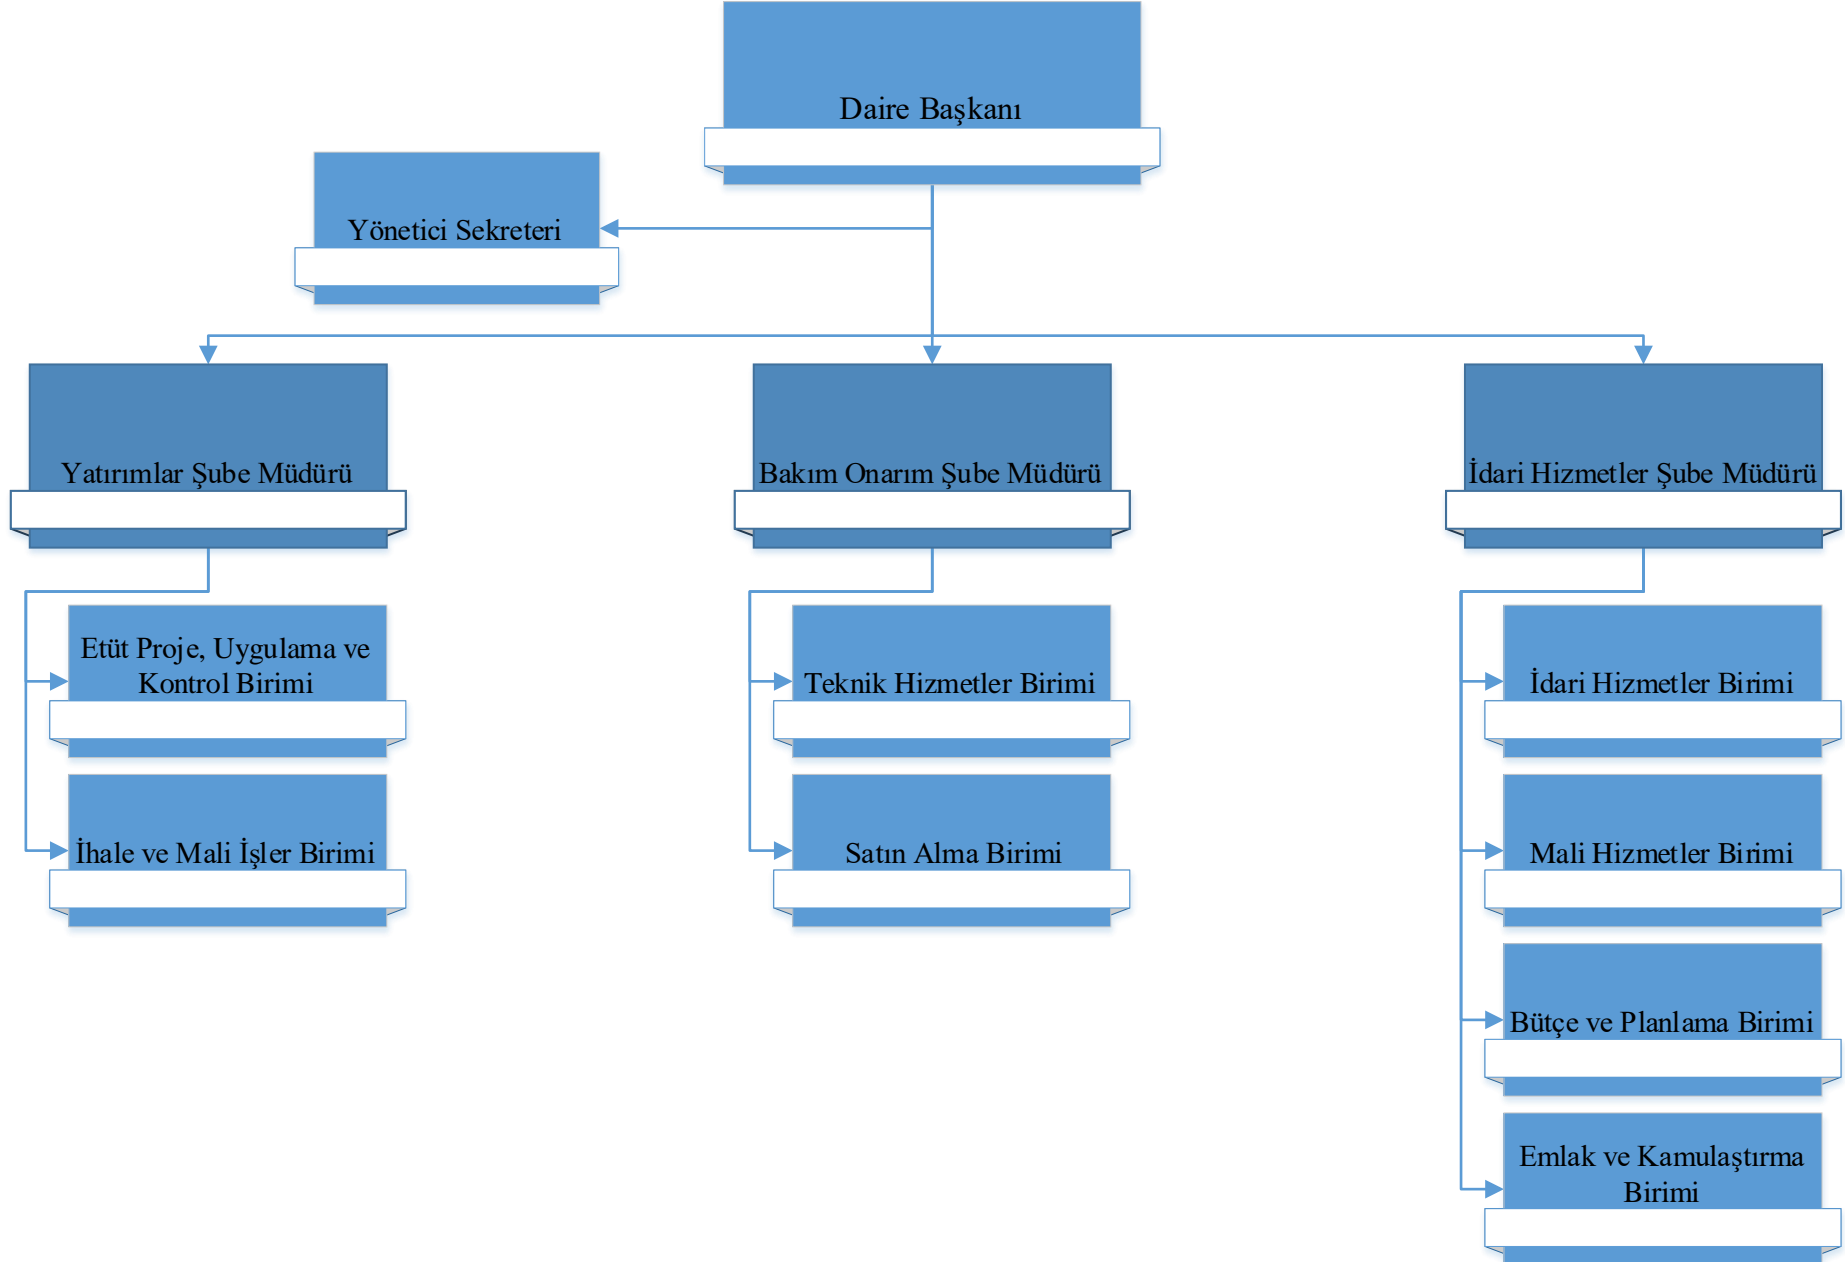 Daire Başkanı
Yönetici Sekreteri
Yatırımlar Şube Müdürü
Bakım Onarım Şube Müdürü
İdari Hizmetler Şube Müdürü
Etüt Proje, Uygulama ve
Kontrol Birimi
İhale ve Mali İşler Birimi
Teknik Hizmetler Birimi
Satın Alma Birimi
İdari Hizmetler Birimi
Mali Hizmetler Birimi
Bütçe ve Planlama Birimi
Emlak ve Kamulaştırma
Birimi